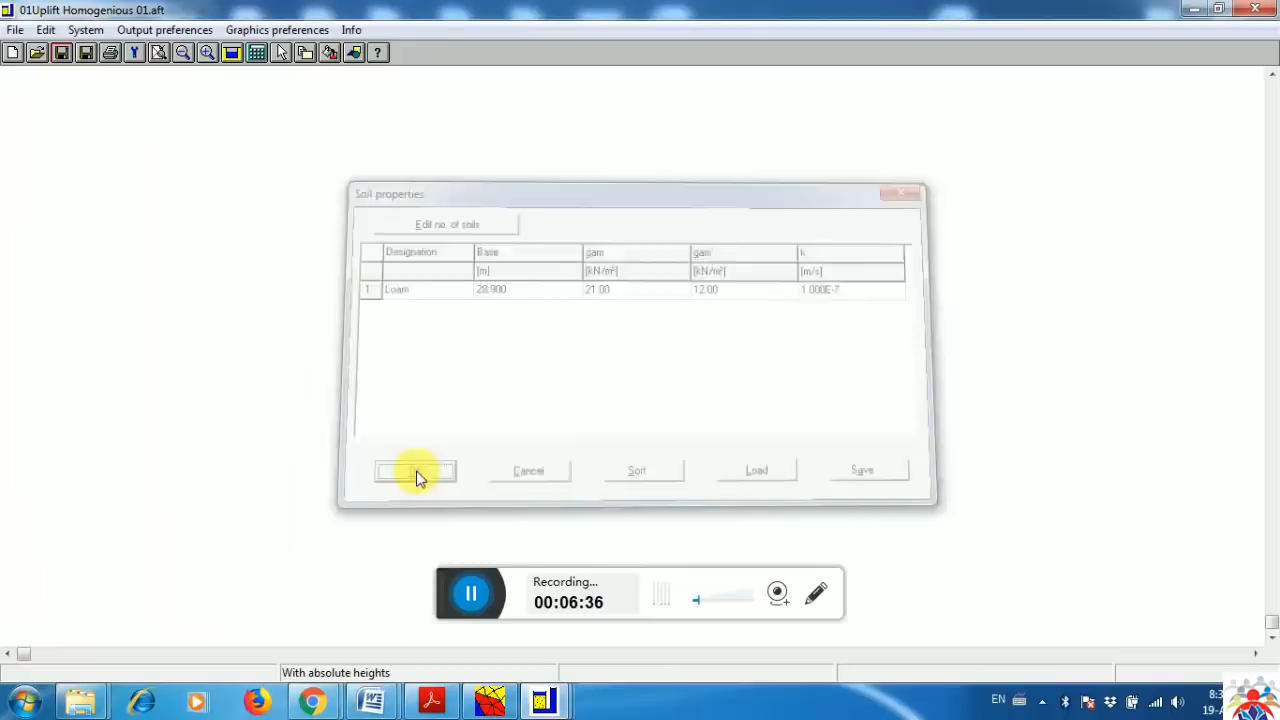 01Uplift Homogenious 01.aft
File Edit System Output preferences Graphics preferences Info
?
Soil properties
Edit no. of soils
Designation Base gam gam k
[m] [kN/m³] [kN/m³] [m/s]
1 Loam 28.900 21.00 12.00 1.000E-7
Cancel Sort Load Save
Recording...
00:06:36
With absolute heights
EN